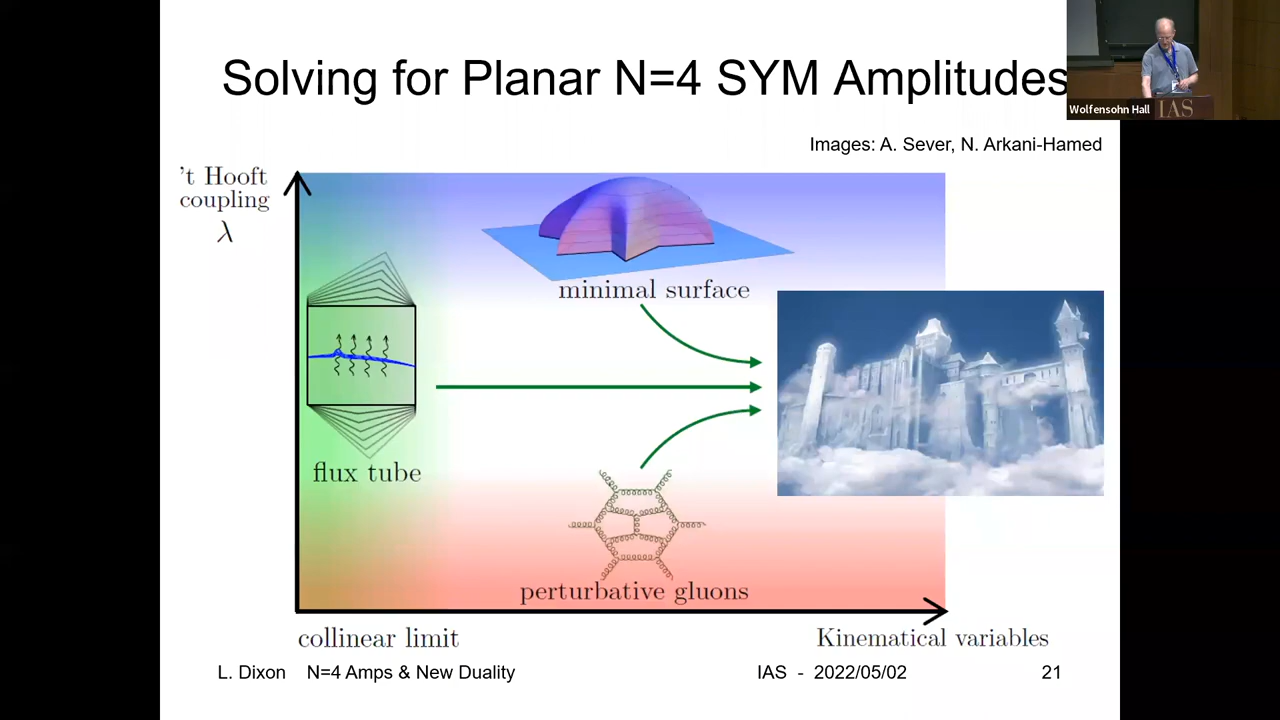 Solving for Planar N=4 SYM Amplitudes
Wolfensohn Hall
IAS
Images: A. Sever, N. Arkani-Hamed
't Hooft
coupling
λ
minimal surface
flux tube
perturbative gluons
collinear limit
Kinematical variables
L. Dixon N=4 Amps & New Duality
IAS - 2022/05/02
21